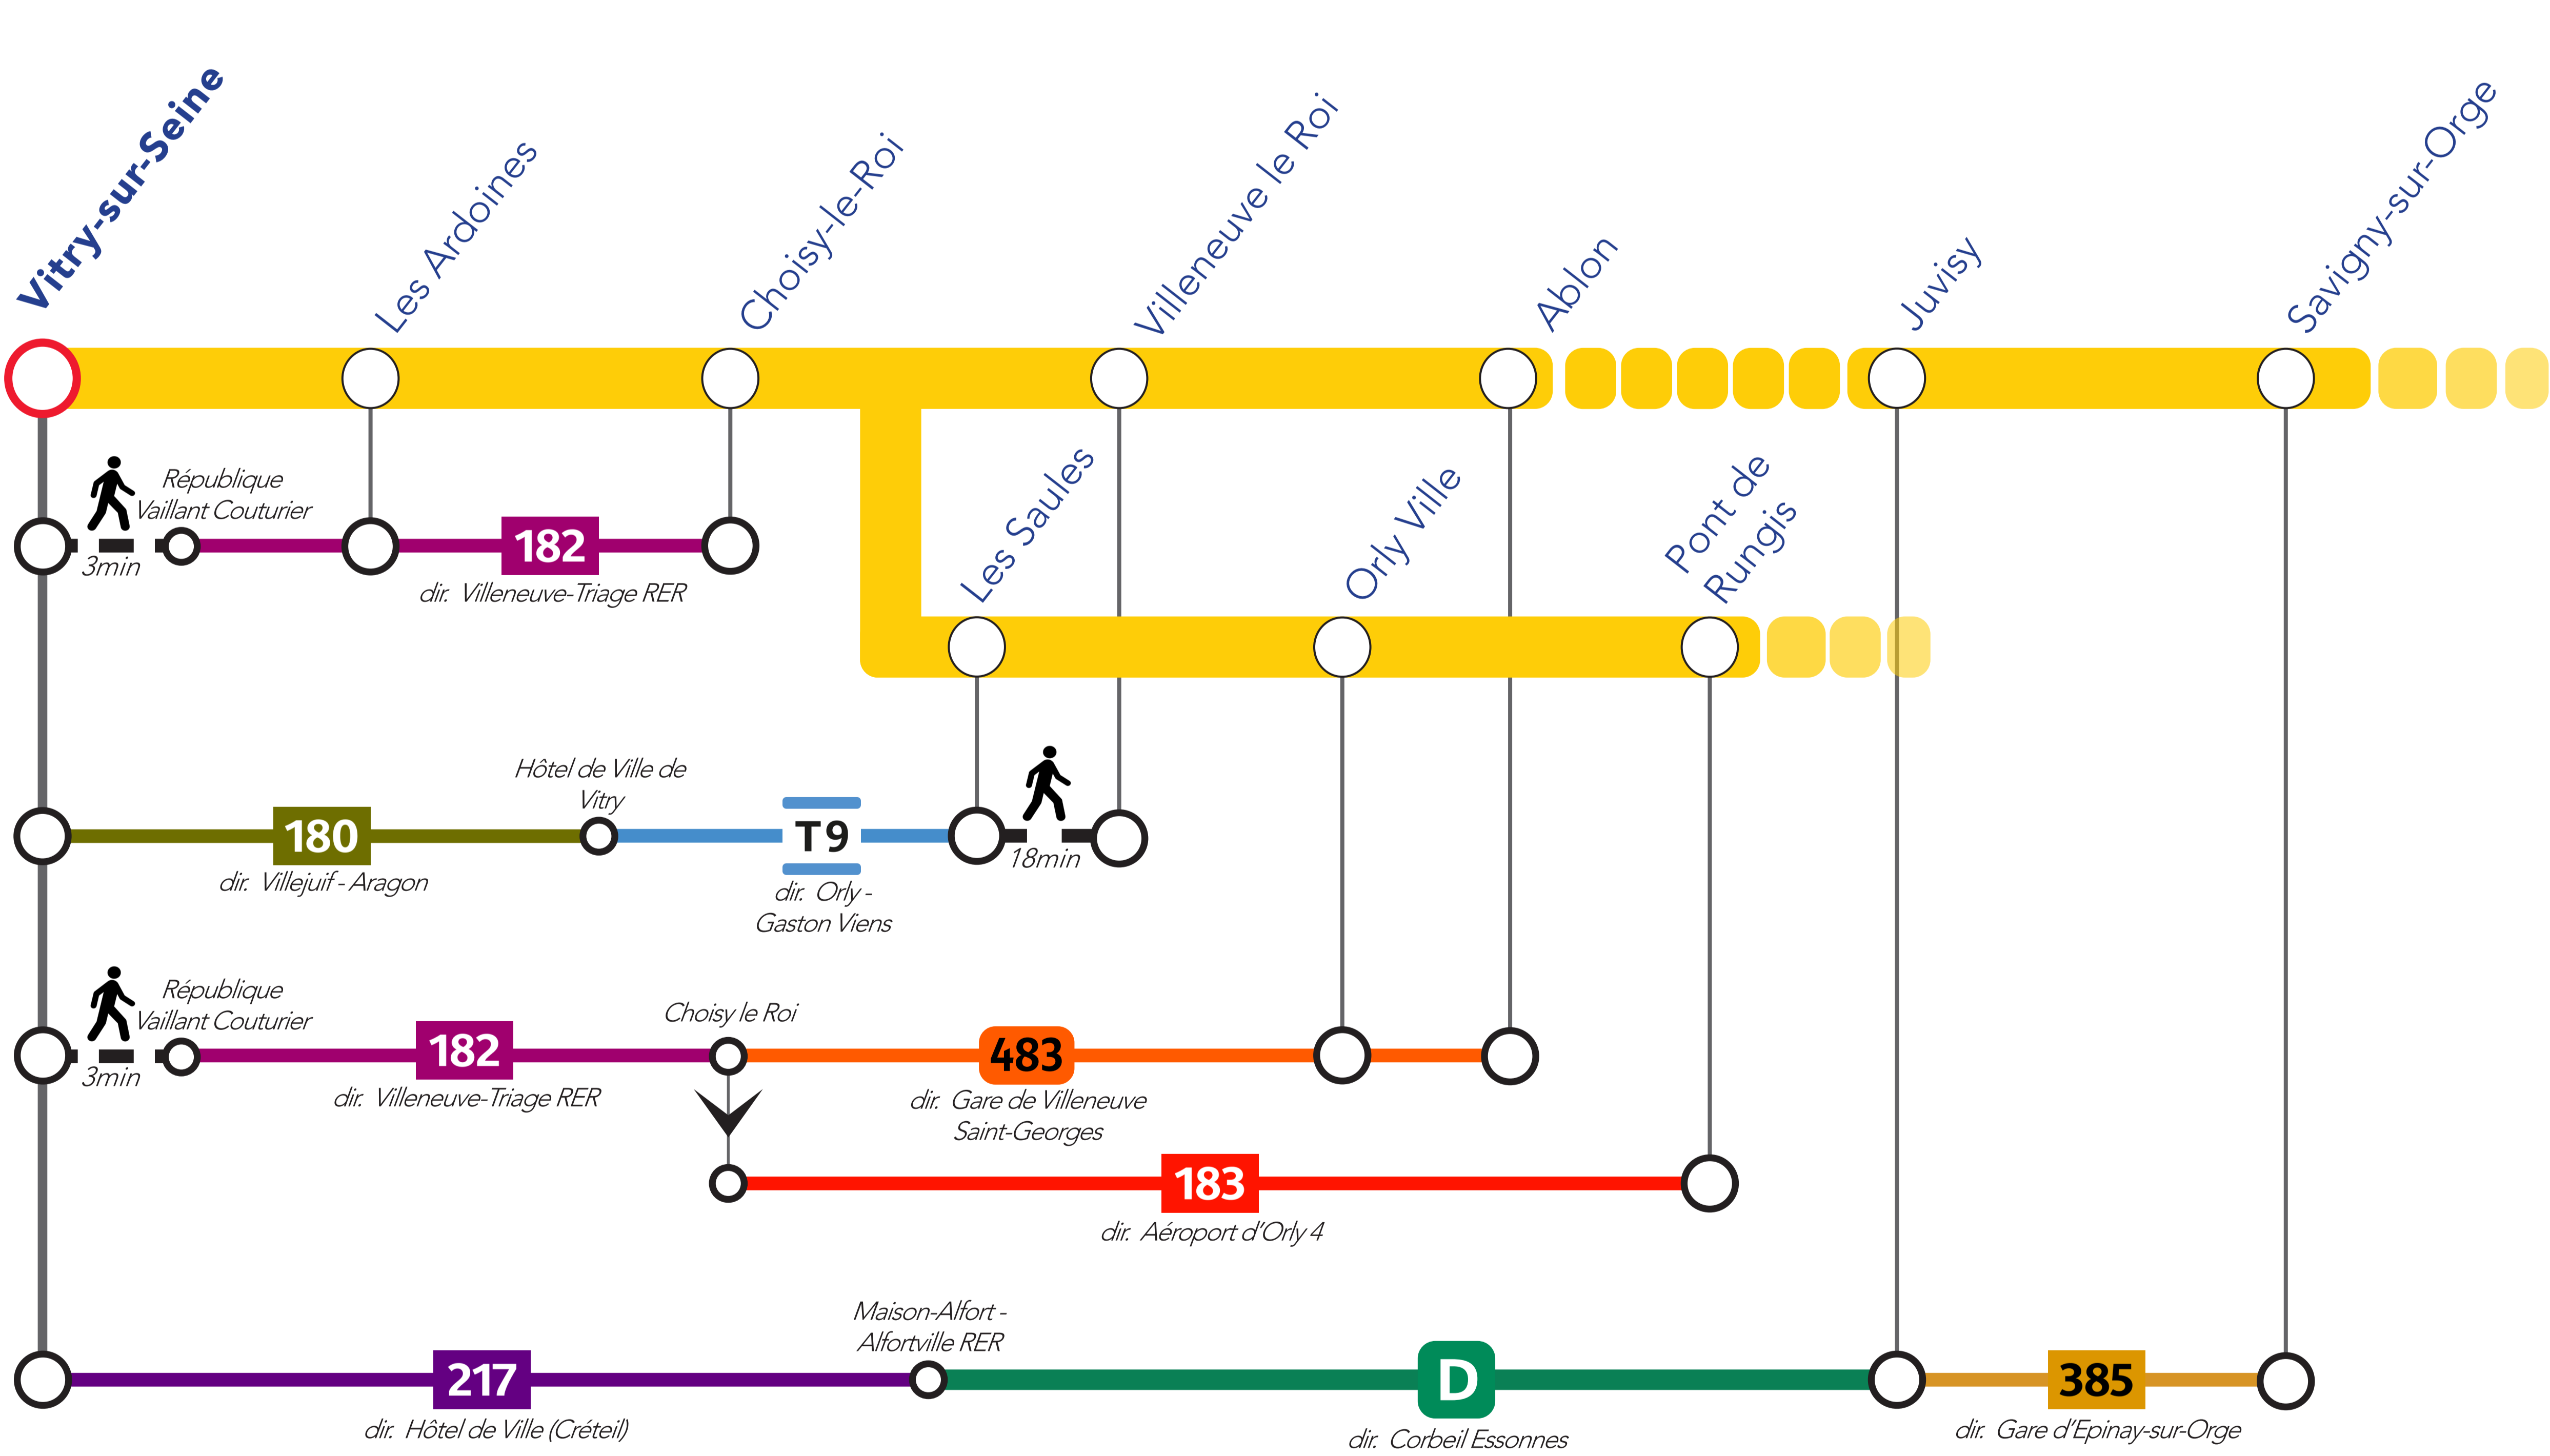 Vitry-sur-Seine
Les Ardoines
Choisy-le-Roi
Villeneuve le Roi
Ablon
Juvisy
Savigny-sur-Orge
République
Vaillant Couturier
3min
182
dir. Villeneuve-Triage RER
Les Saules
Orly Ville
Pont de
Rungis
180
dir. Villejuif - Aragon
Hôtel de Ville de
Vitry
T9
dir. Orly -
Gaston Viens
18min
République
Vaillant Couturier
3min
182
dir. Villeneuve-Triage RER
Choisy le Roi
483
dir. Gare de Villeneuve
Saint-Georges
183
dir. Aéroport d'Orly 4
217
dir. Hôtel de Ville (Créteil)
Maison-Alfort -
Alfortville RER
D
dir. Corbeil Essonnes
385
dir. Gare d'Epinay-sur-Orge